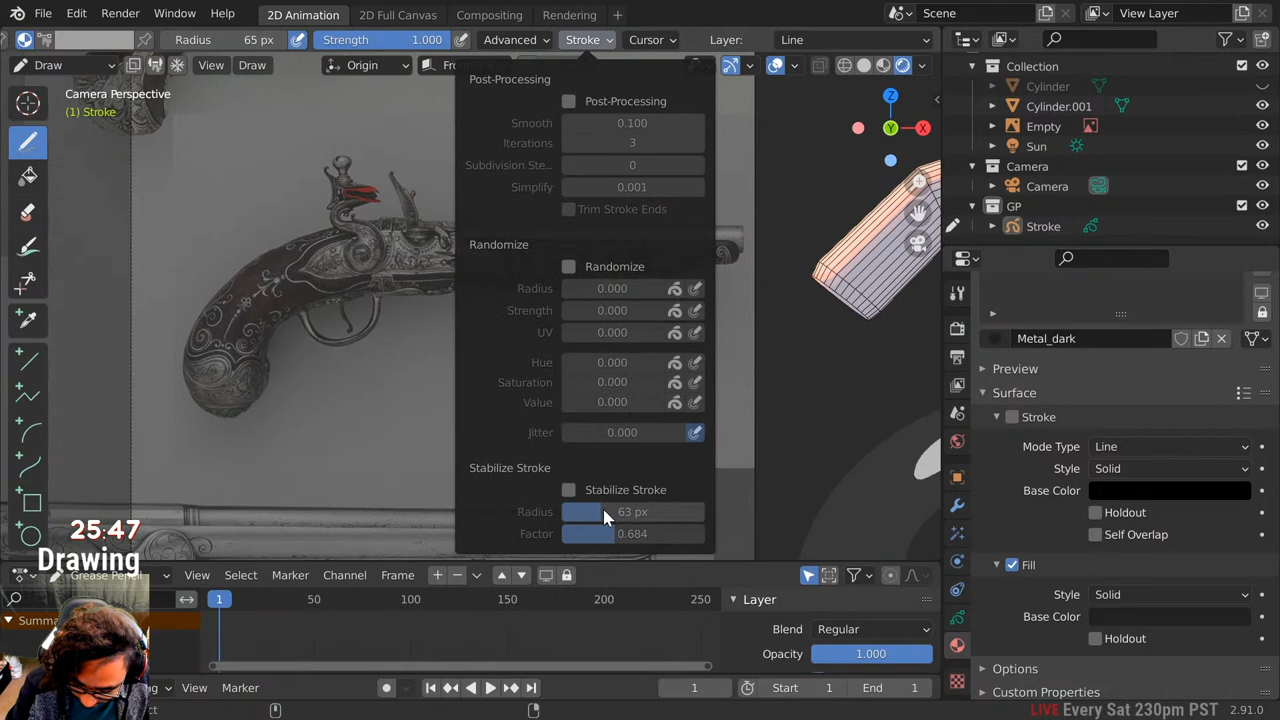 File Edit Render Window Help 2D Animation 2D Full Canvas Compositing Rendering + Scene View Layer
Radius 65 px Strength 1.000 Advanced Stroke Cursor Layer: Line
Draw View Draw Origin
Camera Perspective
(1) Stroke
Post-Processing
Post-Processing
Smooth 0.100
Iterations 3
Subdivision Ste... 0
Simplify 0.001
Trim Stroke Ends
Randomize
Randomize
Radius 0.000
Strength 0.000
UV 0.000
Hue 0.000
Saturation 0.000
Value 0.000
Jitter 0.000
Stabilize Stroke
Stabilize Stroke
Radius 63 px
Factor 0.684
Z
Y
X
Collection
Cylinder
Cylinder.001
Empty
Sun
Camera
Camera
GP
Stroke
Metal_dark
Preview
Surface
Stroke
Mode Type Line
Style Solid
Base Color
Holdout
Self Overlap
Fill
Style Solid
Base Color
Holdout
Options
Custom Properties
25:47
Drawing
Grease Pencil View Select Marker Channel Frame
1 50 100 150 200 250
Summa
Layer
Blend Regular
Opacity 1.000
View Marker 1 Start 1 End 1
LIVE Every Sat 230pm PST 2.91.0